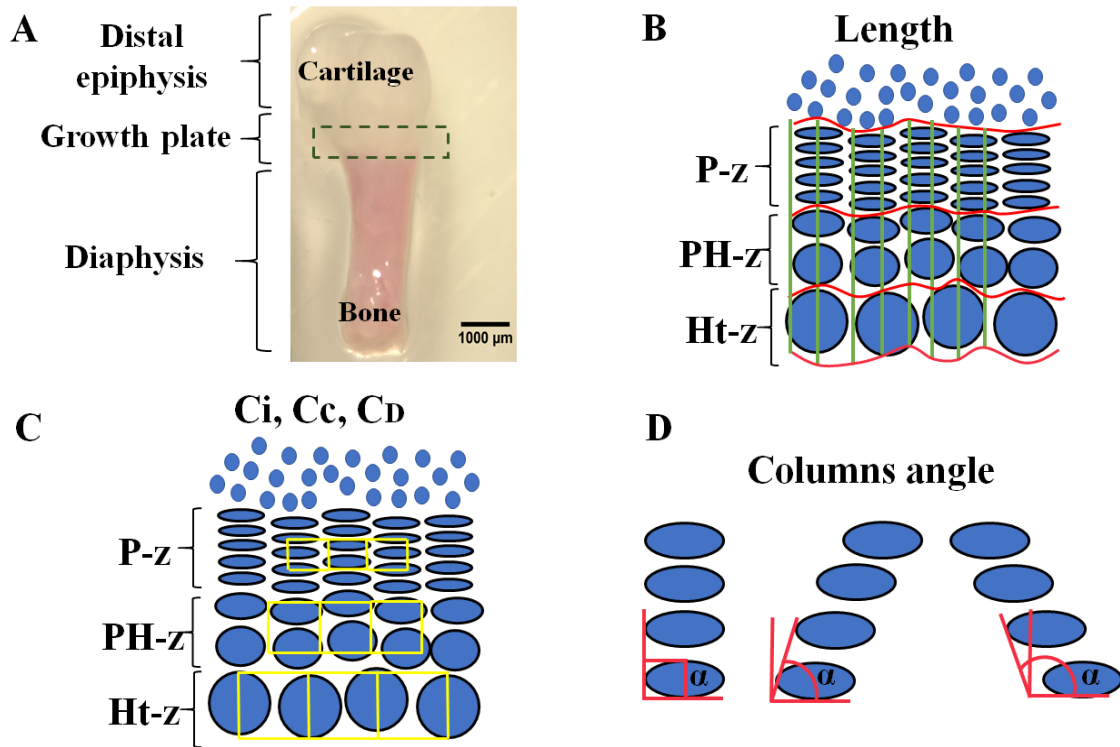 A
Distal
epiphysis
Growth plate
Diaphysis
Cartilage
Bone
1000 µm
B
Length
P-z
PH-z
Ht-z
C
Ci, Cc, CD
P-z
PH-z
Ht-z
D
Columns angle
α
α
α